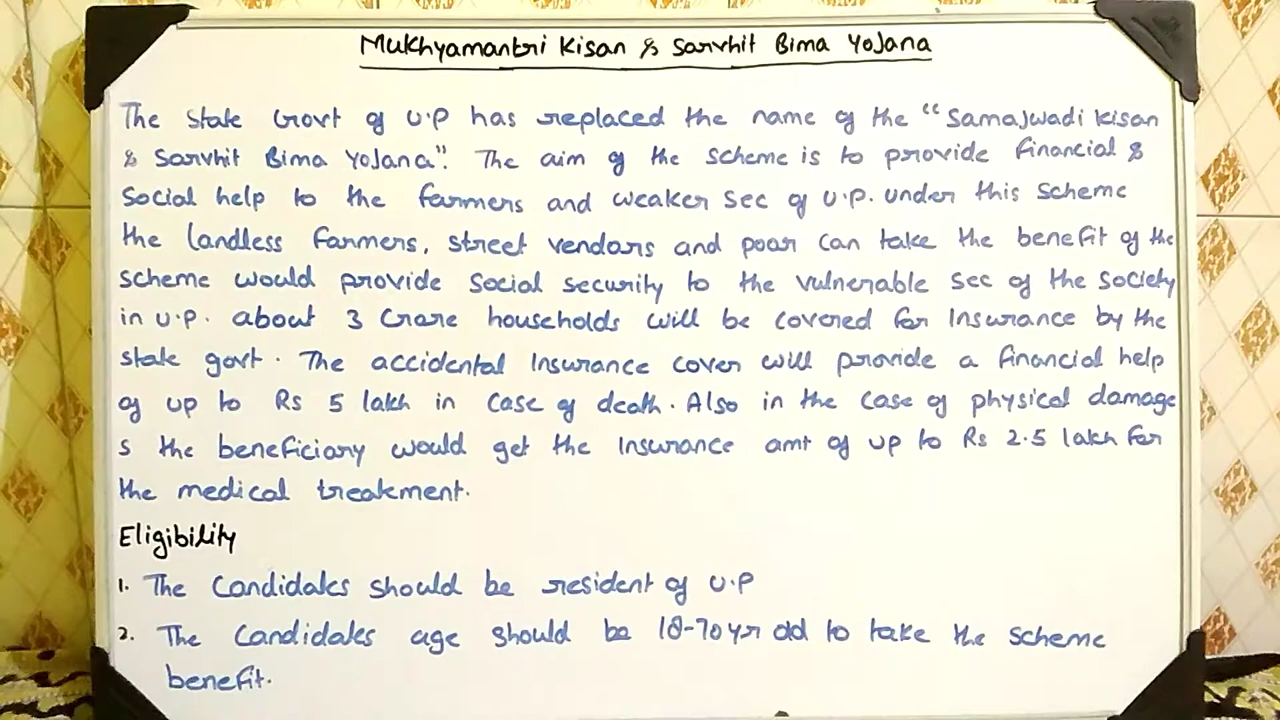 Mukhyamantri Kisan & Sarvhit Bima Yojana
The State Govt of U.P has replaced the name of the "Samajwadi Kisan
& Sarvhit Bima Yojana". The aim of the scheme is to provide financial &
Social help to the farmers and weaker sec of U.P. under this scheme
the landless farmers, street vendors and poor can take the benefit of the
scheme would provide social security to the vulnerable sec of the society
in U.P. about 3 Crore households will be covered for Insurance by the
state govt. The accidental Insurance cover will provide a financial help
of up to Rs 5 lakh in case of death. Also in the case of physical damage
s the beneficiary would get the Insurance amt of up to Rs 2.5 lakh for
the medical treatment.
Eligibility
1. The Candidates should be resident of U.P
2. The Candidates age should be 18-70 yr old to take the scheme
benefit.